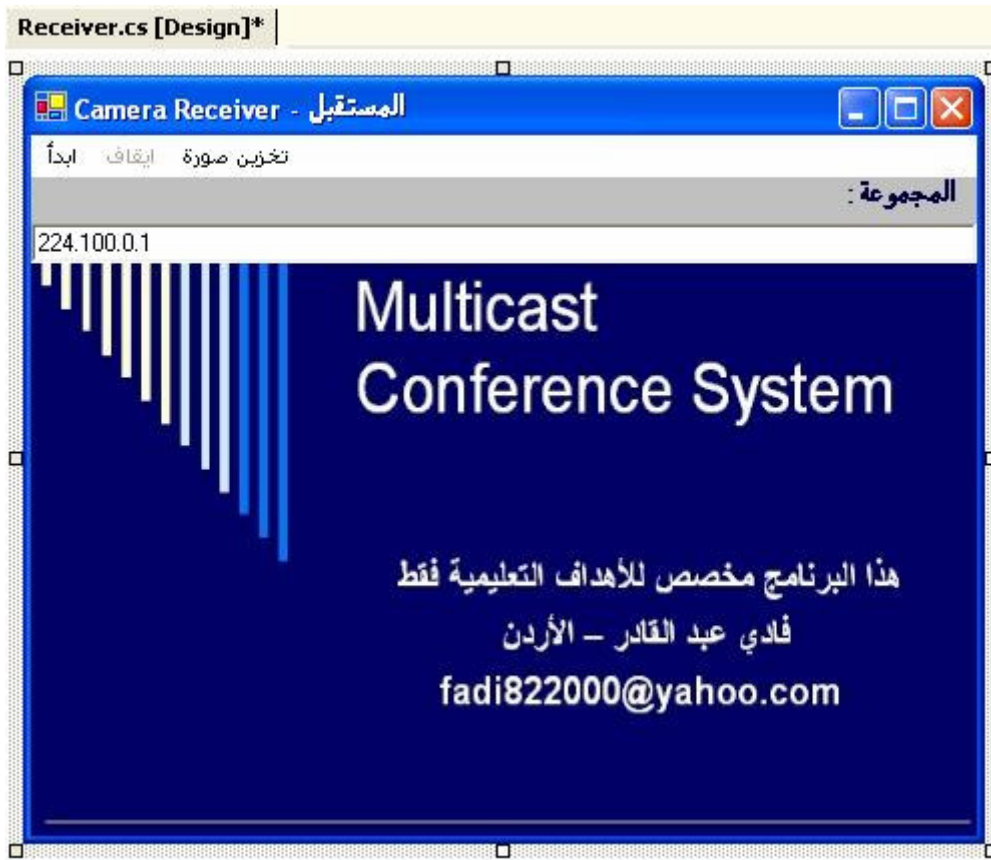 Receiver.cs [Design]*
Camera Receiver - المستقبل
ابدأ ايقاف تخزين صورة
المجموعة :
224.100.0.1
Multicast
Conference System
هذا البرنامج مخصص للأهداف التعليمية فقط
فادي عبد القادر – الأردن
fadi822000@yahoo.com